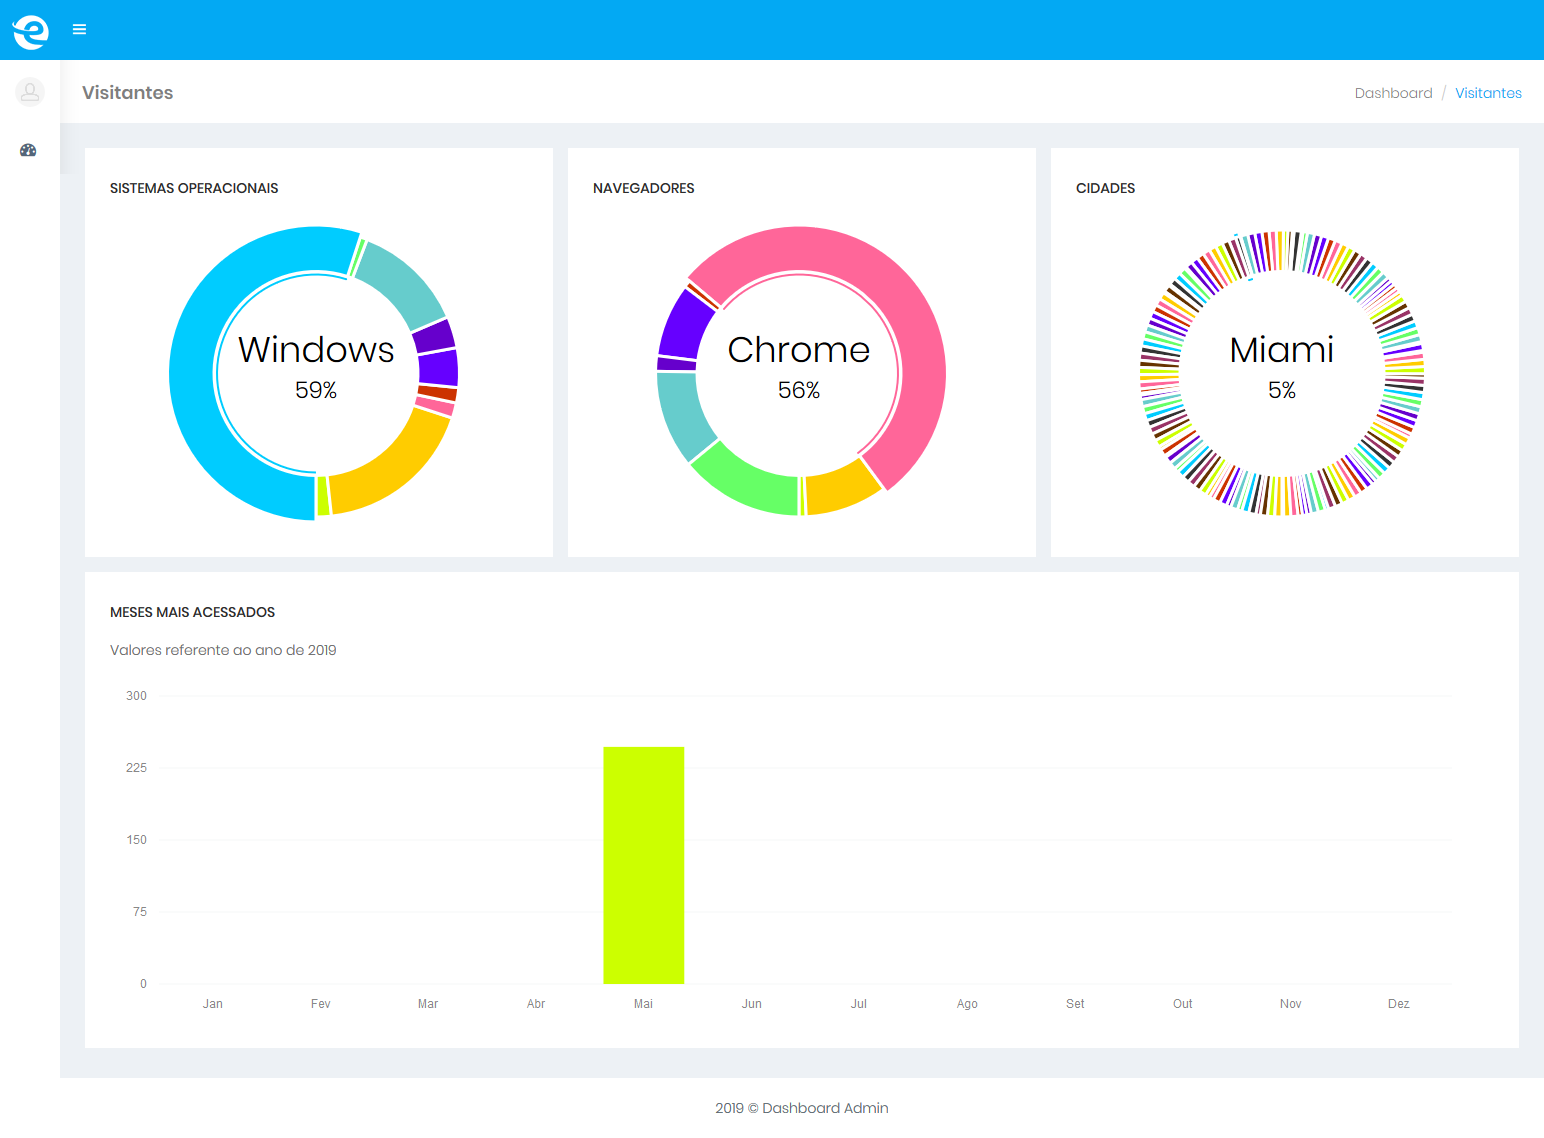 e
Visitantes
Dashboard / Visitantes
SISTEMAS OPERACIONAIS
Windows
59%
NAVEGADORES
Chrome
56%
CIDADES
Miami
5%
MESES MAIS ACESSADOS
Valores referente ao ano de 2019
300
225
150
75
0
Jan Fev Mar Abr Mai Jun Jul Ago Set Out Nov Dez
2019 © Dashboard Admin